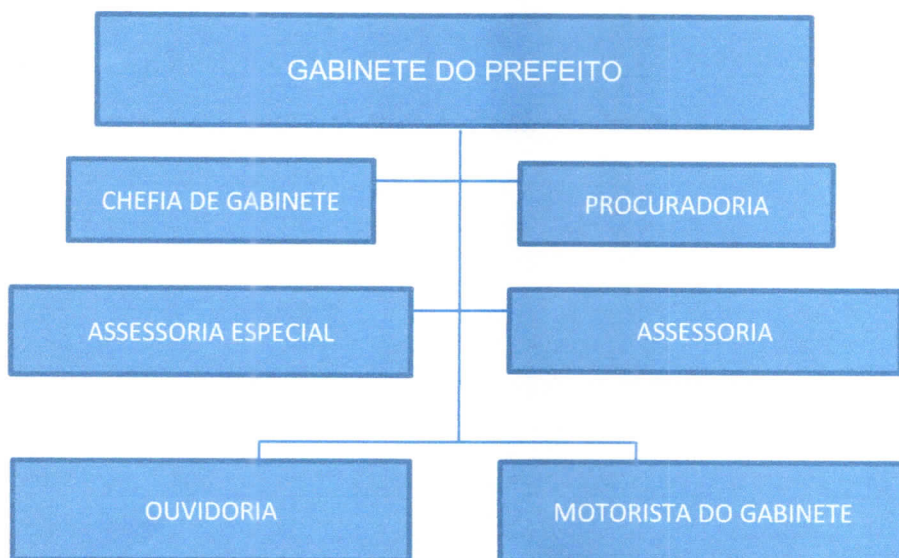 GABINETE DO PREFEITO
CHEFIA DE GABINETE
PROCURADORIA
ASSESSORIA ESPECIAL
ASSESSORIA
OUVIDORIA
MOTORISTA DO GABINETE